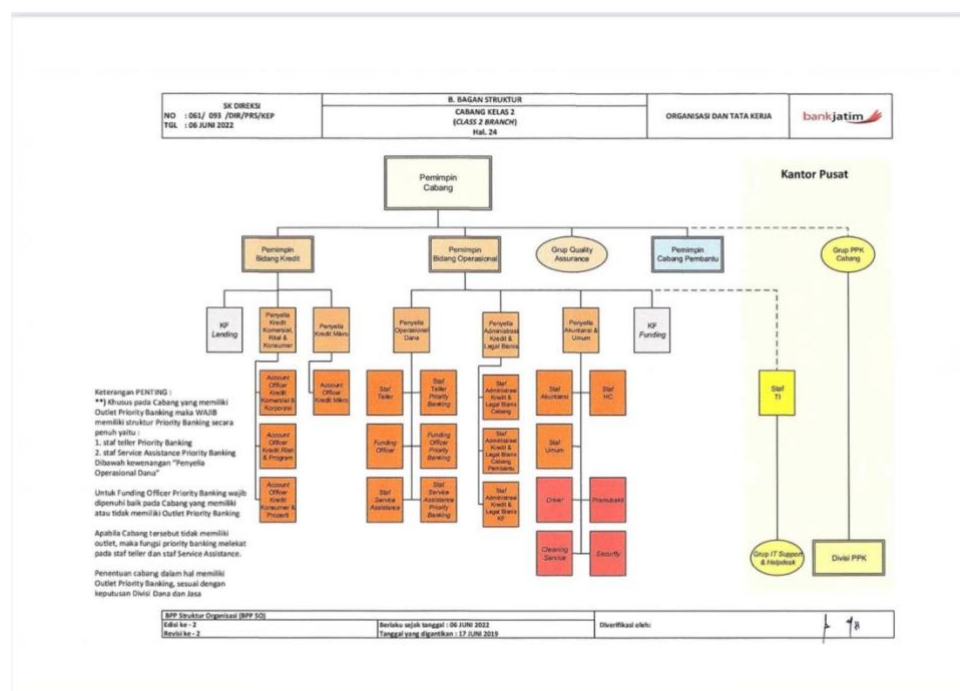 SK DIREKSI
NO : 061/ 093 /DIR/PRS/KEP
TGL : 06 JUNI 2022
B. BAGAN STRUKTUR
CABANG KELAS 2
(CLASS 2 BRANCH)
Hal. 24
ORGANISASI DAN TATA KERJA
bankjatim
Kantor Pusat
Pemimpin
Cabang
Pemimpin
Bidang Kredit
Pemimpin
Bidang Operasional
Grup Quality
Assurance
Pemimpin
Cabang Pembantu
Grup PPK
Cabang
KF
Lending
Penyelia
Kredit
Komersial,
Ritel &
Konsumer
Penyelia
Kredit Mikro
Penyelia
Operasional
Dana
Penyelia
Administrasi
Kredit &
Legal Bisnis
Penyelia
Akuntansi &
Umum
KF
Funding
Account
Officer
Kredit
Komersial &
Korporasi
Account
Officer
Kredit Mikro
Staf
Teller
Staf
Teller
Priority
Banking
Staf
Administrasi
Kredit &
Legal Bisnis
Cabang
Staf
Akuntansi
Staf
HC
Staf
TI
Account
Officer
Kredit Ritel
& Program
Funding
Officer
Funding
Officer
Priority
Banking
Staf
Administrasi
Kredit &
Legal Bisnis
Cabang
Pembantu
Staf
Umum
Account
Officer
Kredit
Konsumer &
Properti
Staf
Service
Assistance
Staf
Service
Assistance
Priority
Banking
Staf
Administrasi
Kredit &
Legal Bisnis
KF
Driver
Pramubakti
Cleaning
Service
Security
Grup IT Support
& Helpdesk
Divisi PPK
Keterangan PENTING :
**) Khusus pada Cabang yang memiliki
Outlet Priority Banking maka WAJIB
memiliki struktur Priority Banking secara
penuh yaitu :
1. staf teller Priority Banking
2. staf Service Assistance Priority Banking
Dibawah kewenangan "Penyelia
Operasional Dana"
Untuk Funding Officer Priority Banking wajib
dipenuhi baik pada Cabang yang memiliki
atau tidak memiliki Outlet Priority Banking
Apabila Cabang tersebut tidak memiliki
outlet, maka fungsi priority banking melekat
pada staf teller dan staf Service Assistance.
Penentuan cabang dalam hal memiliki
Outlet Priority Banking, sesuai dengan
keputusan Divisi Dana dan Jasa
BPP Struktur Organisasi (BPP SO)
Edisi ke - 2
Revisi ke - 2
Berlaku sejak tanggal : 06 JUNI 2022
Tanggal yang digantikan : 17 JUNI 2019
Diverifikasi oleh: